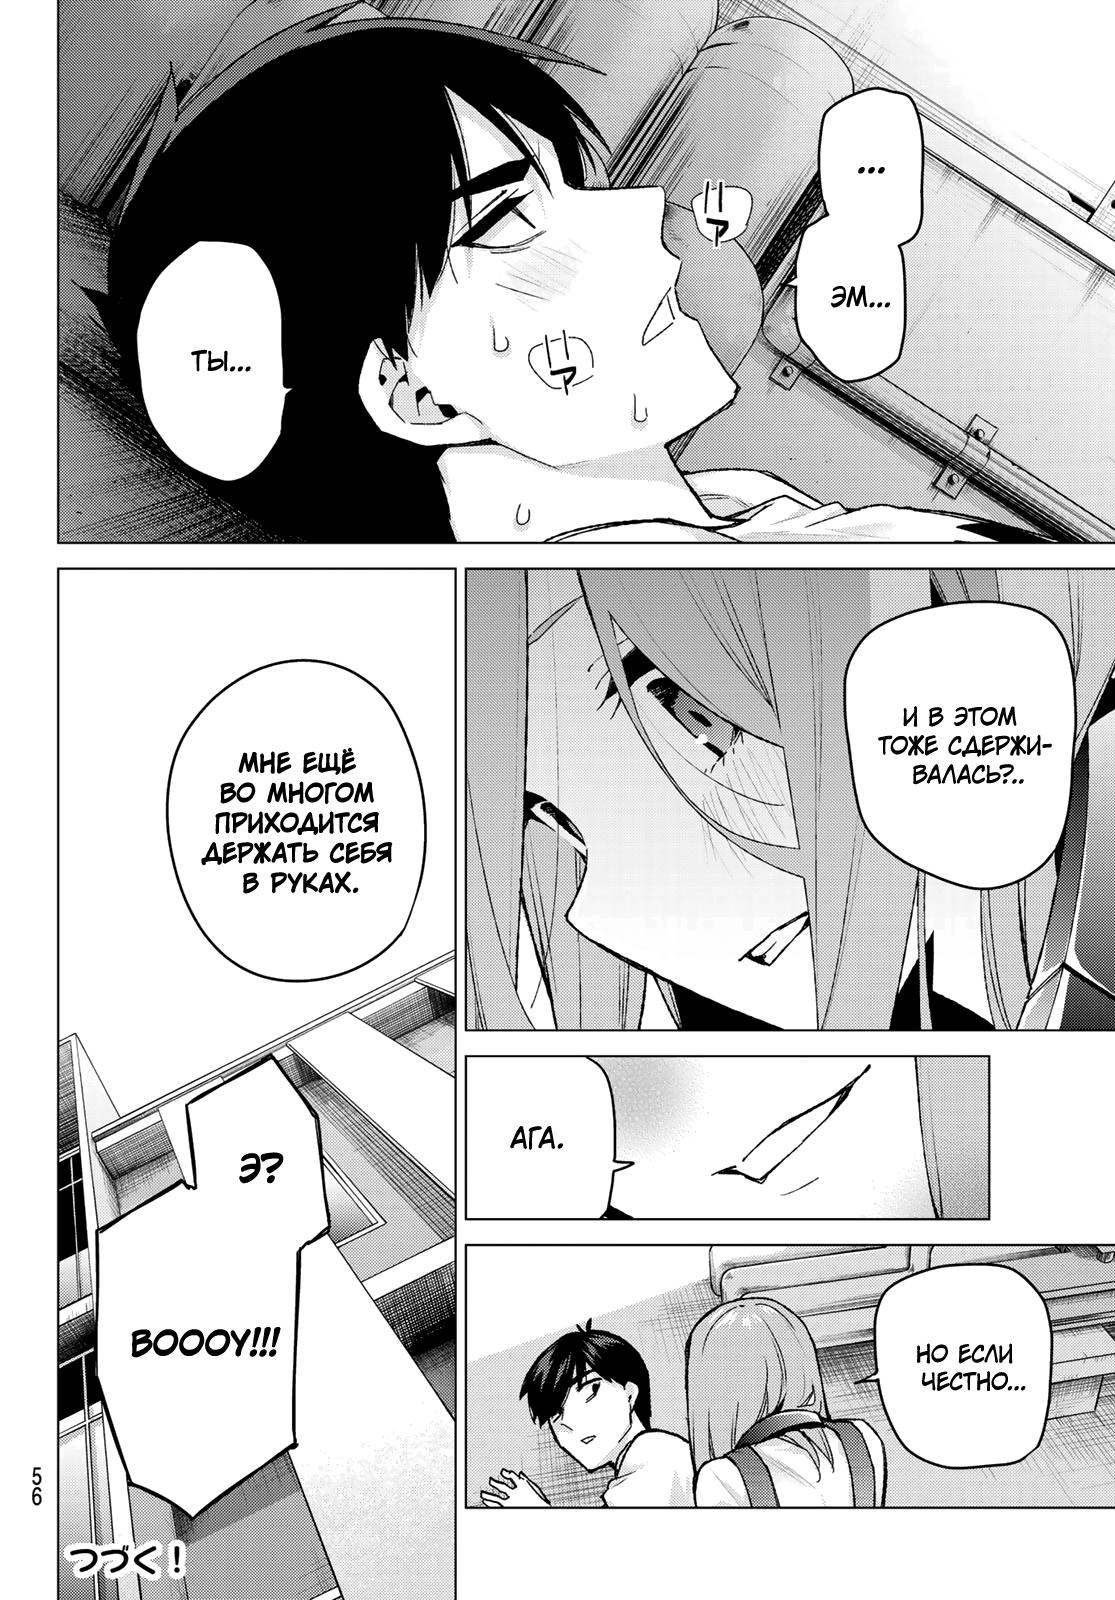 ...
ЭМ...
ТЫ...
И В ЭТОМ
ТОЖЕ СДЕРЖИ-
ВАЛАСЬ?..
АГА.
НО ЕСЛИ
ЧЕСТНО...
МНЕ ЕЩЁ
ВО МНОГОМ
ПРИХОДИТСЯ
ДЕРЖАТЬ СЕБЯ
В РУКАХ.
Э?
ВОООУ!!!
つづく！
56